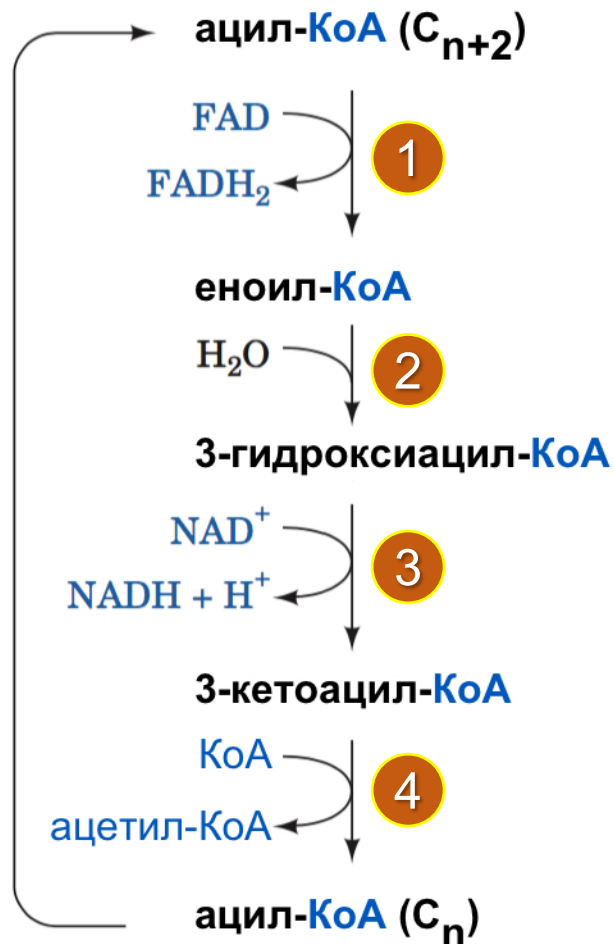 ацил-КоА (Cn+2)
FAD
1
FADH2
еноил-КоА
H2O
2
3-гидроксиацил-КоА
NAD+
3
NADH + H+
3-кетоацил-КоА
КоА
4
ацетил-КоА
ацил-КоА (Cn)